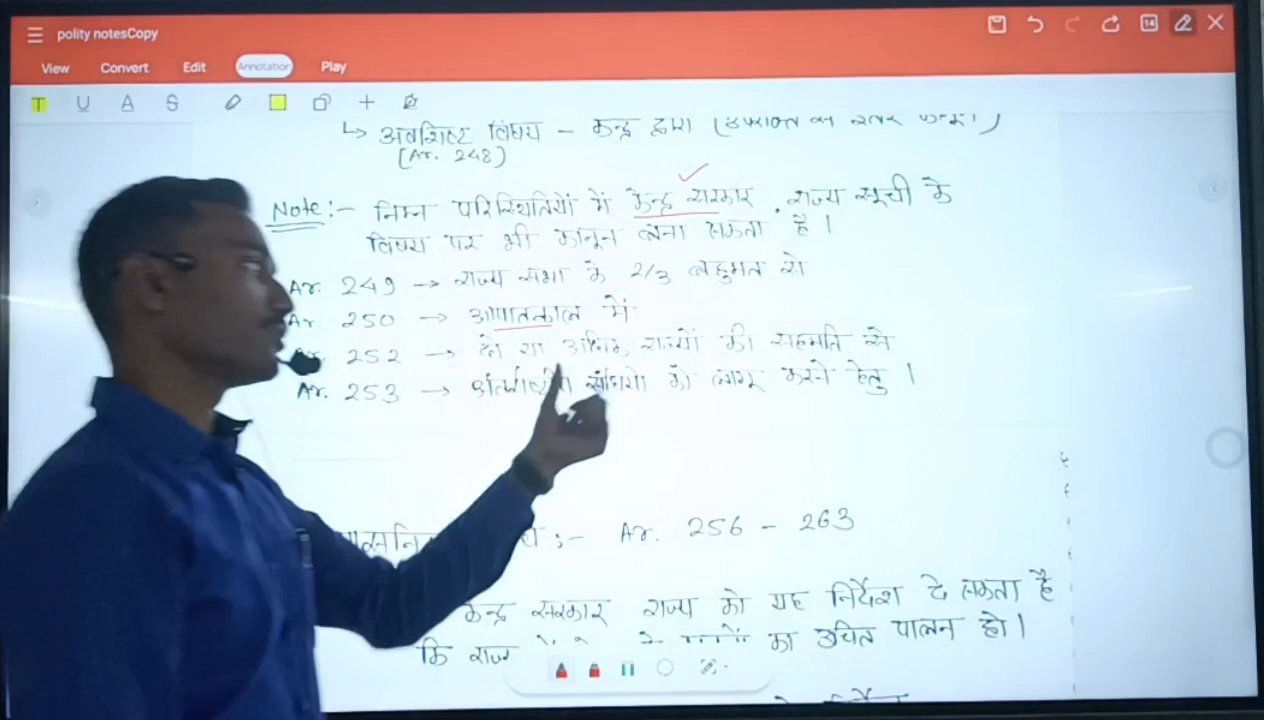 polity notesCopy
View Convert Edit Annotation Play
T U A S
↳ अवशिष्ट विषय - केन्द्र द्वारा
[Ar. 248)
Note:- निम्न परिस्थितियों में केन्द्र सरकार, राज्य सूची के
विषय पर भी कानून बना सकता है।
Ar. 249 → राज्य सभा के 2/3 बहुमत से
Ar 250 → आपातकाल में
252 → दो या अधिक राज्यों की सहमति से
Ar. 253 → अंतर्राष्ट्रीय संधियो को लागू करने हेतु।
:- Ar. 256 - 263
केन्द्र सरकार राज्य को यह निर्देश दे सकता है
कि का उचित पालन हो।